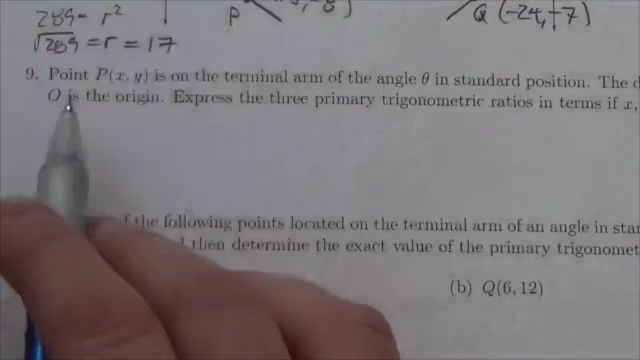 289 = r²
√289 = r = 17
P
Q (-24, -7)
9. Point P(x, y) is on the terminal arm of the angle θ in standard position. The
O is the origin. Express the three primary trigonometric ratios in terms if x,
the following points located on the terminal arm of an angle in
then determine the exact value of the primary
(b) Q(6, 12)